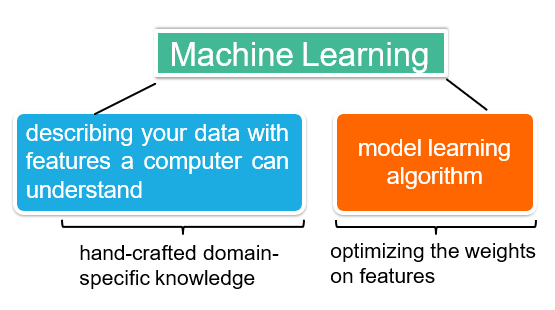 Machine Learning
describing your data with
features a computer can
understand
model learning
algorithm
hand-crafted domain-
specific knowledge
optimizing the weights
on features